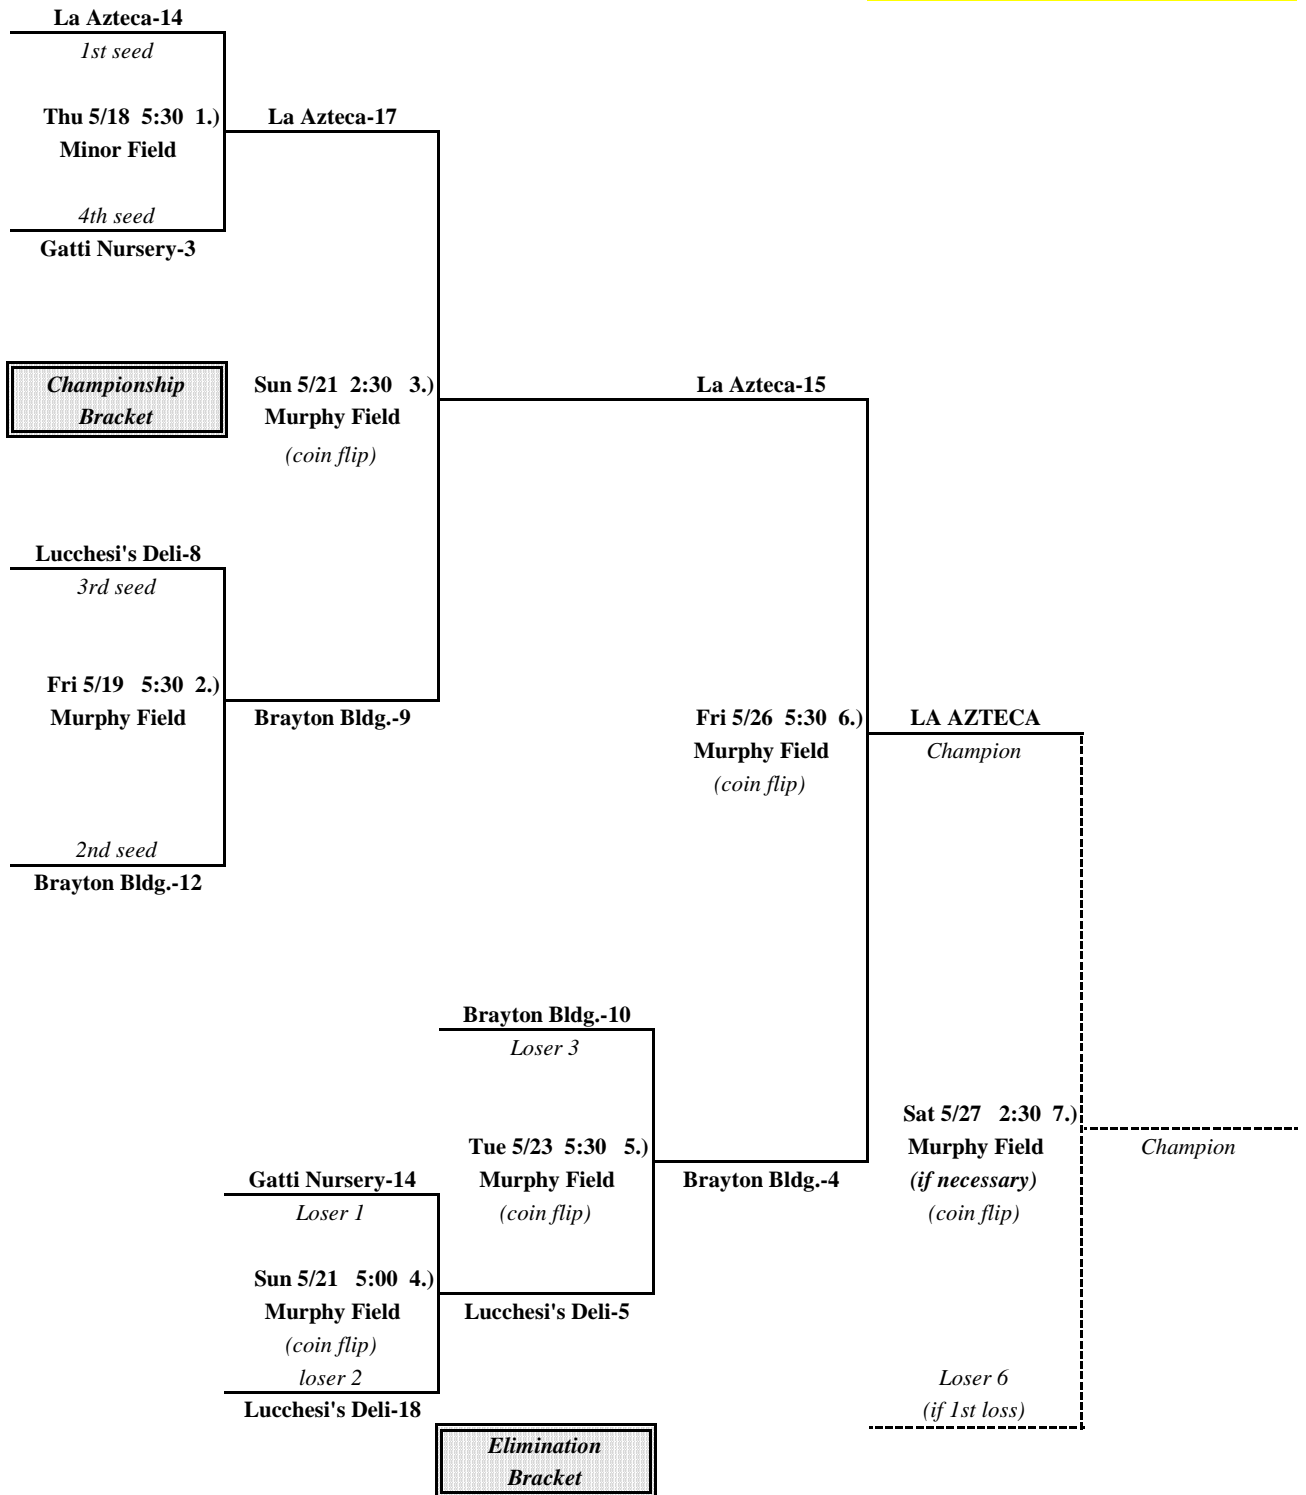 La Azteca-14
1st seed
Thu 5/18 5:30 1.)
Minor Field
La Azteca-17
4th seed
Gatti Nursery-3
Championship
Bracket
Sun 5/21 2:30 3.)
Murphy Field
(coin flip)
La Azteca-15
Lucchesi's Deli-8
3rd seed
Fri 5/19 5:30 2.)
Murphy Field
Brayton Bldg.-9
Fri 5/26 5:30 6.)
Murphy Field
(coin flip)
LA AZTECA
Champion
2nd seed
Brayton Bldg.-12
Brayton Bldg.-10
Loser 3
Tue 5/23 5:30 5.)
Murphy Field
(coin flip)
Brayton Bldg.-4
Sat 5/27 2:30 7.)
Murphy Field
(if necessary)
(coin flip)
Champion
Gatti Nursery-14
Loser 1
Sun 5/21 5:00 4.)
Murphy Field
(coin flip)
loser 2
Lucchesi's Deli-18
Lucchesi's Deli-5
Loser 6
(if 1st loss)
Elimination
Bracket